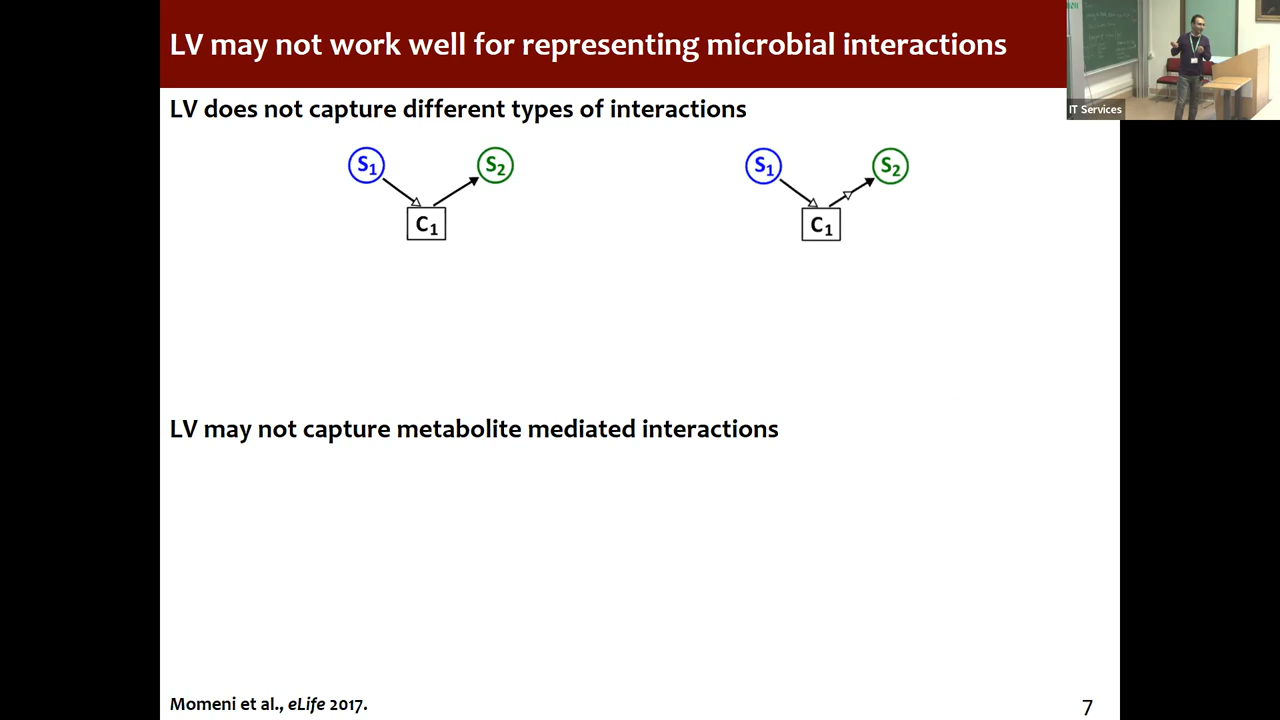 LV may not work well for representing microbial interactions
IT Services
LV does not capture different types of interactions
S1 S2 S1 S2
C1 C1
LV may not capture metabolite mediated interactions
Momeni et al., eLife 2017.
7